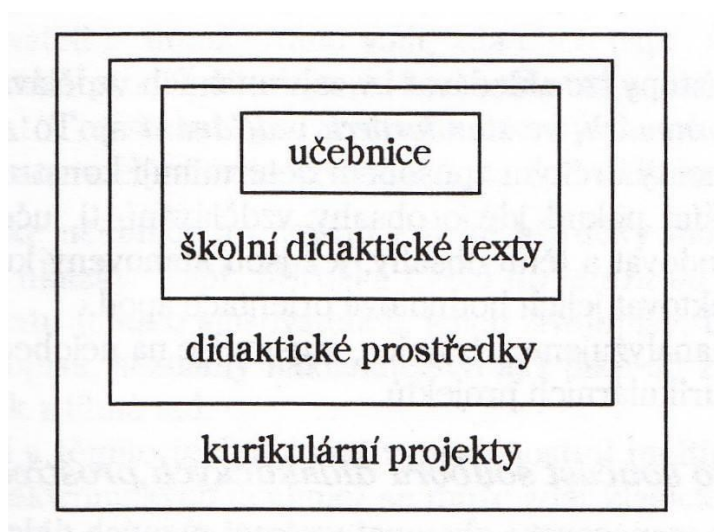 učebnice
školní didaktické texty
didaktické prostředky
kurikulární projekty